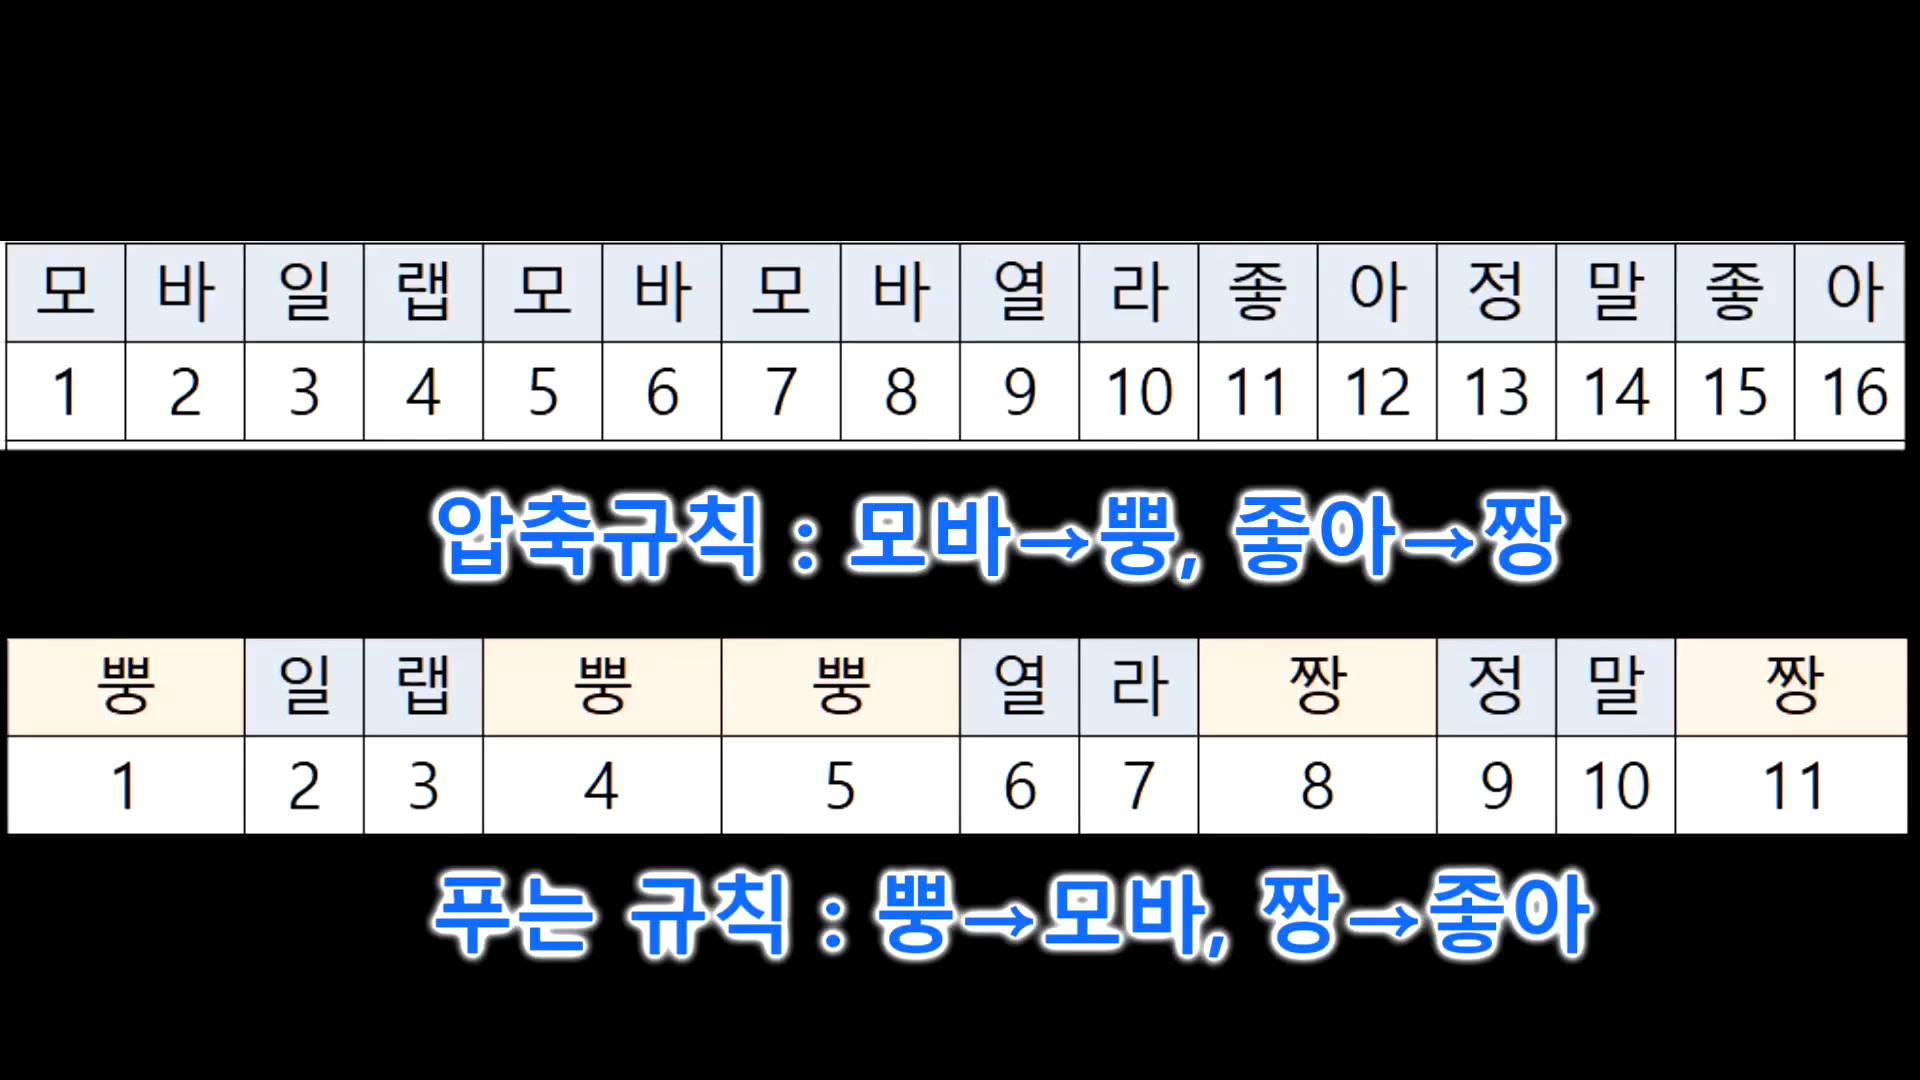 모 바 일 랩 모 바 모 바 열 라 좋 아 정 말 좋 아
1 2 3 4 5 6 7 8 9 10 11 12 13 14 15 16
압축규칙 : 모바→뿡, 좋아→짱
뿡 일 랩 뿡 뿡 열 라 짱 정 말 짱
1 2 3 4 5 6 7 8 9 10 11
푸는 규칙 : 뿡→모바, 짱→좋아